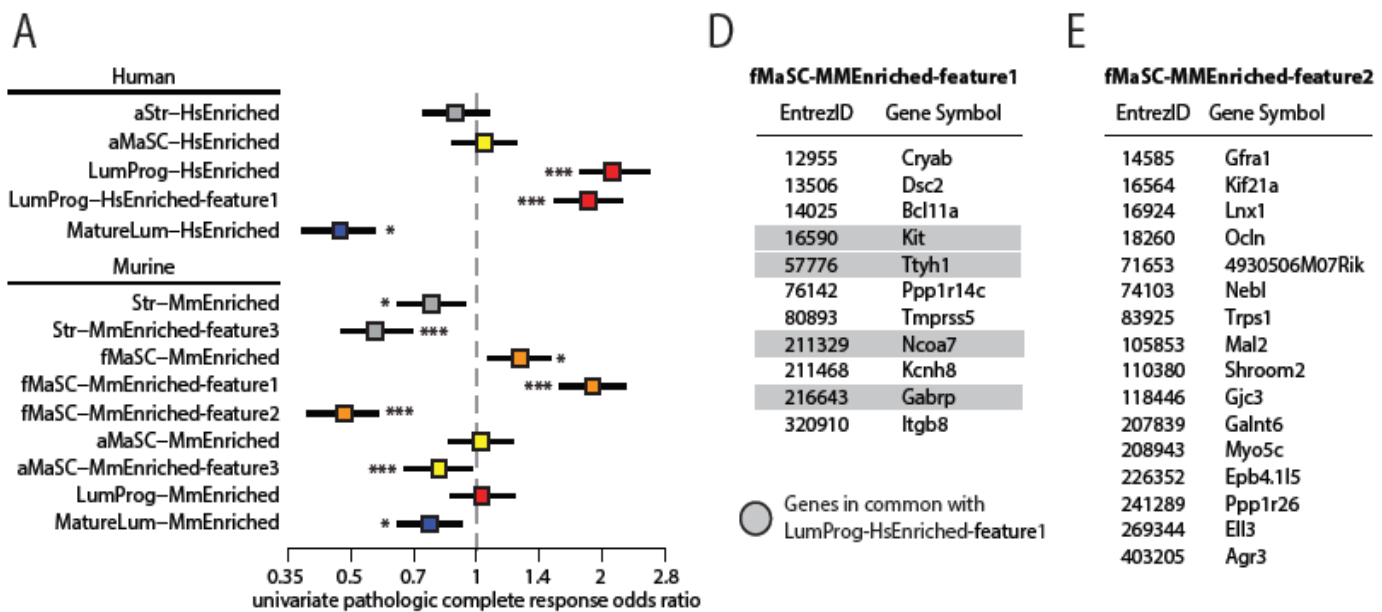 A
Human
aStr–HsEnriched
aMaSC–HsEnriched
LumProg–HsEnriched
***
LumProg–HsEnriched-feature1
***
MatureLum–HsEnriched
*
Murine
Str–MmEnriched
*
Str–MmEnriched-feature3
***
fMaSC–MmEnriched
*
fMaSC–MmEnriched-feature1
***
fMaSC–MmEnriched-feature2
***
aMaSC–MmEnriched
aMaSC–MmEnriched-feature3
***
LumProg–MmEnriched
MatureLum–MmEnriched
*
0.35 0.5 0.7 1 1.4 2 2.8
univariate pathologic complete response odds ratio
D
fMaSC-MMEnriched-feature1
EntrezID Gene Symbol
12955 Cryab
13506 Dsc2
14025 Bcl11a
16590 Kit
57776 Ttyh1
76142 Ppp1r14c
80893 Tmprss5
211329 Ncoa7
211468 Kcnh8
216643 Gabrp
320910 Itgb8
Genes in common with
LumProg-HsEnriched-feature1
E
fMaSC-MMEnriched-feature2
EntrezID Gene Symbol
14585 Gfra1
16564 Kif21a
16924 Lnx1
18260 Ocln
71653 4930506M07Rik
74103 Nebl
83925 Trps1
105853 Mal2
110380 Shroom2
118446 Gjc3
207839 Galnt6
208943 Myo5c
226352 Epb4.1l5
241289 Ppp1r26
269344 Ell3
403205 Agr3